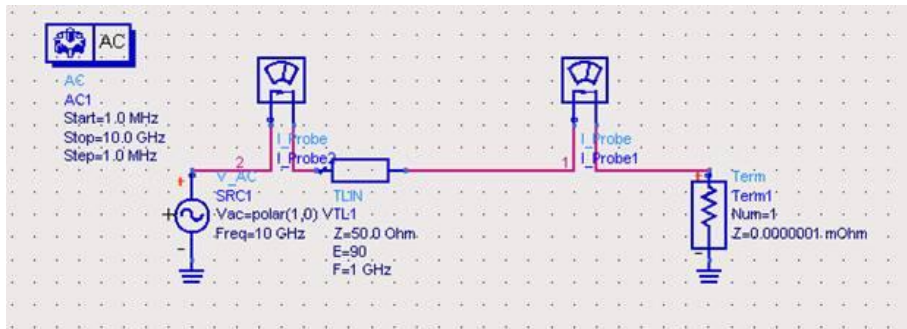 AC
AC
AC1
Start=1.0 MHz
Stop=10.0 GHz
Step=1.0 MHz
I_Probe
I_Probe2
I_Probe
I_Probe1
2
1
V_AC
SRC1
Vac=polar(1,0) V
Freq=10 GHz
TLIN
TL1
Z=50.0 Ohm
E=90
F=1 GHz
Term
Term1
Num=1
Z=0.0000001 mOhm